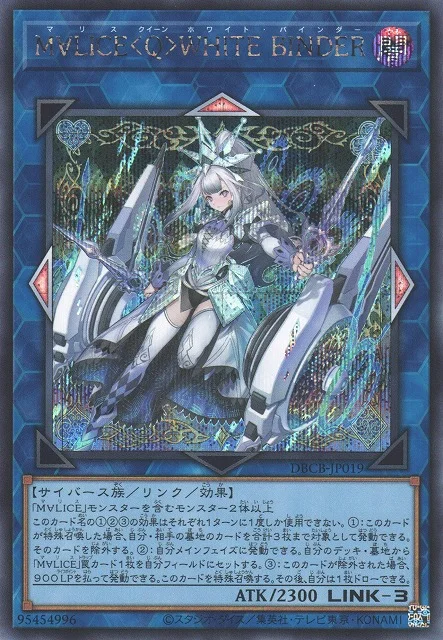 マリス クイーン ホワイト バインダー
M∀LICE<Q>WHITE BINDER
闇
DBCB-JP019
【サイバース族／リンク／効果】
「M∀LICE」モンスターを含むモンスター２体以上
このカード名の①②③の効果はそれぞれ１ターンに１度しか使用できない。①：このカード
が特殊召喚した場合、自分・相手の墓地のカードを合計３枚まで対象として発動できる。
そのカードを除外する。②：自分メインフェイズに発動できる。自分のデッキ・墓地から
「M∀LICE」罠カード１枚を自分フィールドにセットする。③：このカードが除外された場合、
９００LPを払って発動できる。このカードを特殊召喚する。その後、自分は１枚ドローできる。
ATK/2300 LINK-3
95454996
©スタジオ・ダイス／集英社・テレビ東京・KONAMI